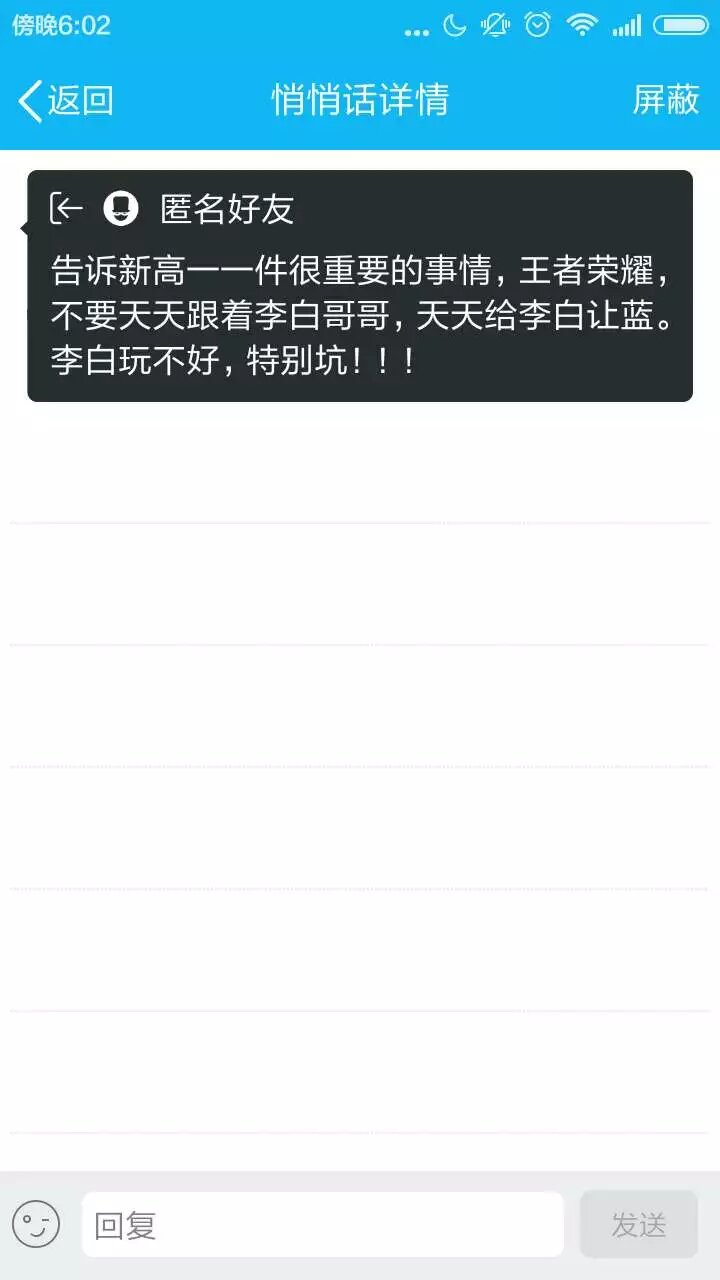 傍晚6:02
返回
悄悄话详情
屏蔽
匿名好友
告诉新高一一件很重要的事情，王者荣耀，
不要天天跟着李白哥哥，天天给李白让蓝。
李白玩不好，特别坑！！！
回复
发送